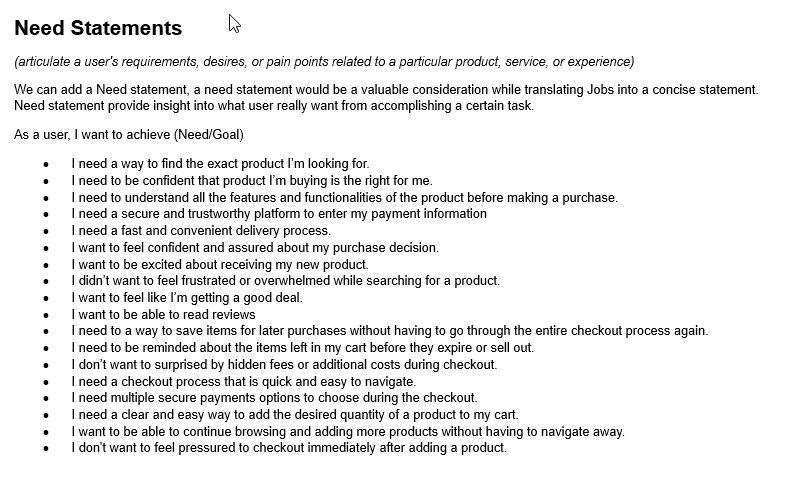 Need Statements
(articulate a user's requirements, desires, or pain points related to a particular product, service, or experience)
We can add a Need statement, a need statement would be a valuable consideration while translating Jobs into a concise statement.
Need statement provide insight into what user really want from accomplishing a certain task.
As a user, I want to achieve (Need/Goal)
• I need a way to find the exact product I'm looking for.
• I need to be confident that product I'm buying is the right for me.
• I need to understand all the features and functionalities of the product before making a purchase.
• I need a secure and trustworthy platform to enter my payment information
• I need a fast and convenient delivery process.
• I want to feel confident and assured about my purchase decision.
• I want to be excited about receiving my new product.
• I didn't want to feel frustrated or overwhelmed while searching for a product.
• I want to feel like I'm getting a good deal.
• I want to be able to read reviews
• I need to a way to save items for later purchases without having to go through the entire checkout process again.
• I need to be reminded about the items left in my cart before they expire or sell out.
• I don't want to surprised by hidden fees or additional costs during checkout.
• I need a checkout process that is quick and easy to navigate.
• I need multiple secure payments options to choose during the checkout.
• I need a clear and easy way to add the desired quantity of a product to my cart.
• I want to be able to continue browsing and adding more products without having to navigate away.
• I don't want to feel pressured to checkout immediately after adding a product.